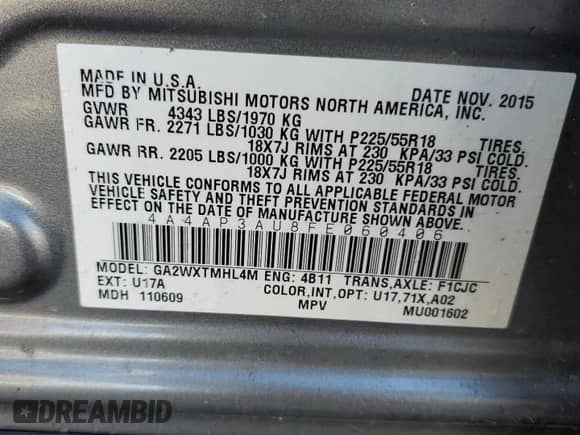 MADE IN U.S.A. DATE NOV. 2015
MFD BY MITSUBISHI MOTORS NORTH AMERICA, INC.
GVWR 4343 LBS/1970 KG
GAWR FR. 2271 LBS/1030 KG WITH P225/55R18 TIRES.
18X7J RIMS AT 230 KPA/33 PSI COLD.
GAWR RR. 2205 LBS/1000 KG WITH P225/55R18 TIRES.
18X7J RIMS AT 230 KPA/33 PSI COLD.
THIS VEHICLE CONFORMS TO ALL APPLICABLE FEDERAL MOTOR
VEHICLE SAFETY AND THEFT PREVENTION STANDARDS IN
EFFECT ON THE DATE OF MANUFACTURE SHOWN ABOVE.
4A4AP3AU8FE060406
MODEL: GA2WXTMHL4M ENG: 4B11 TRANS,AXLE: F1CJC
EXT: U17A COLOR,INT,OPT: U17,71X,A02
MDH 110609 MPV MU001602
DREAMBID